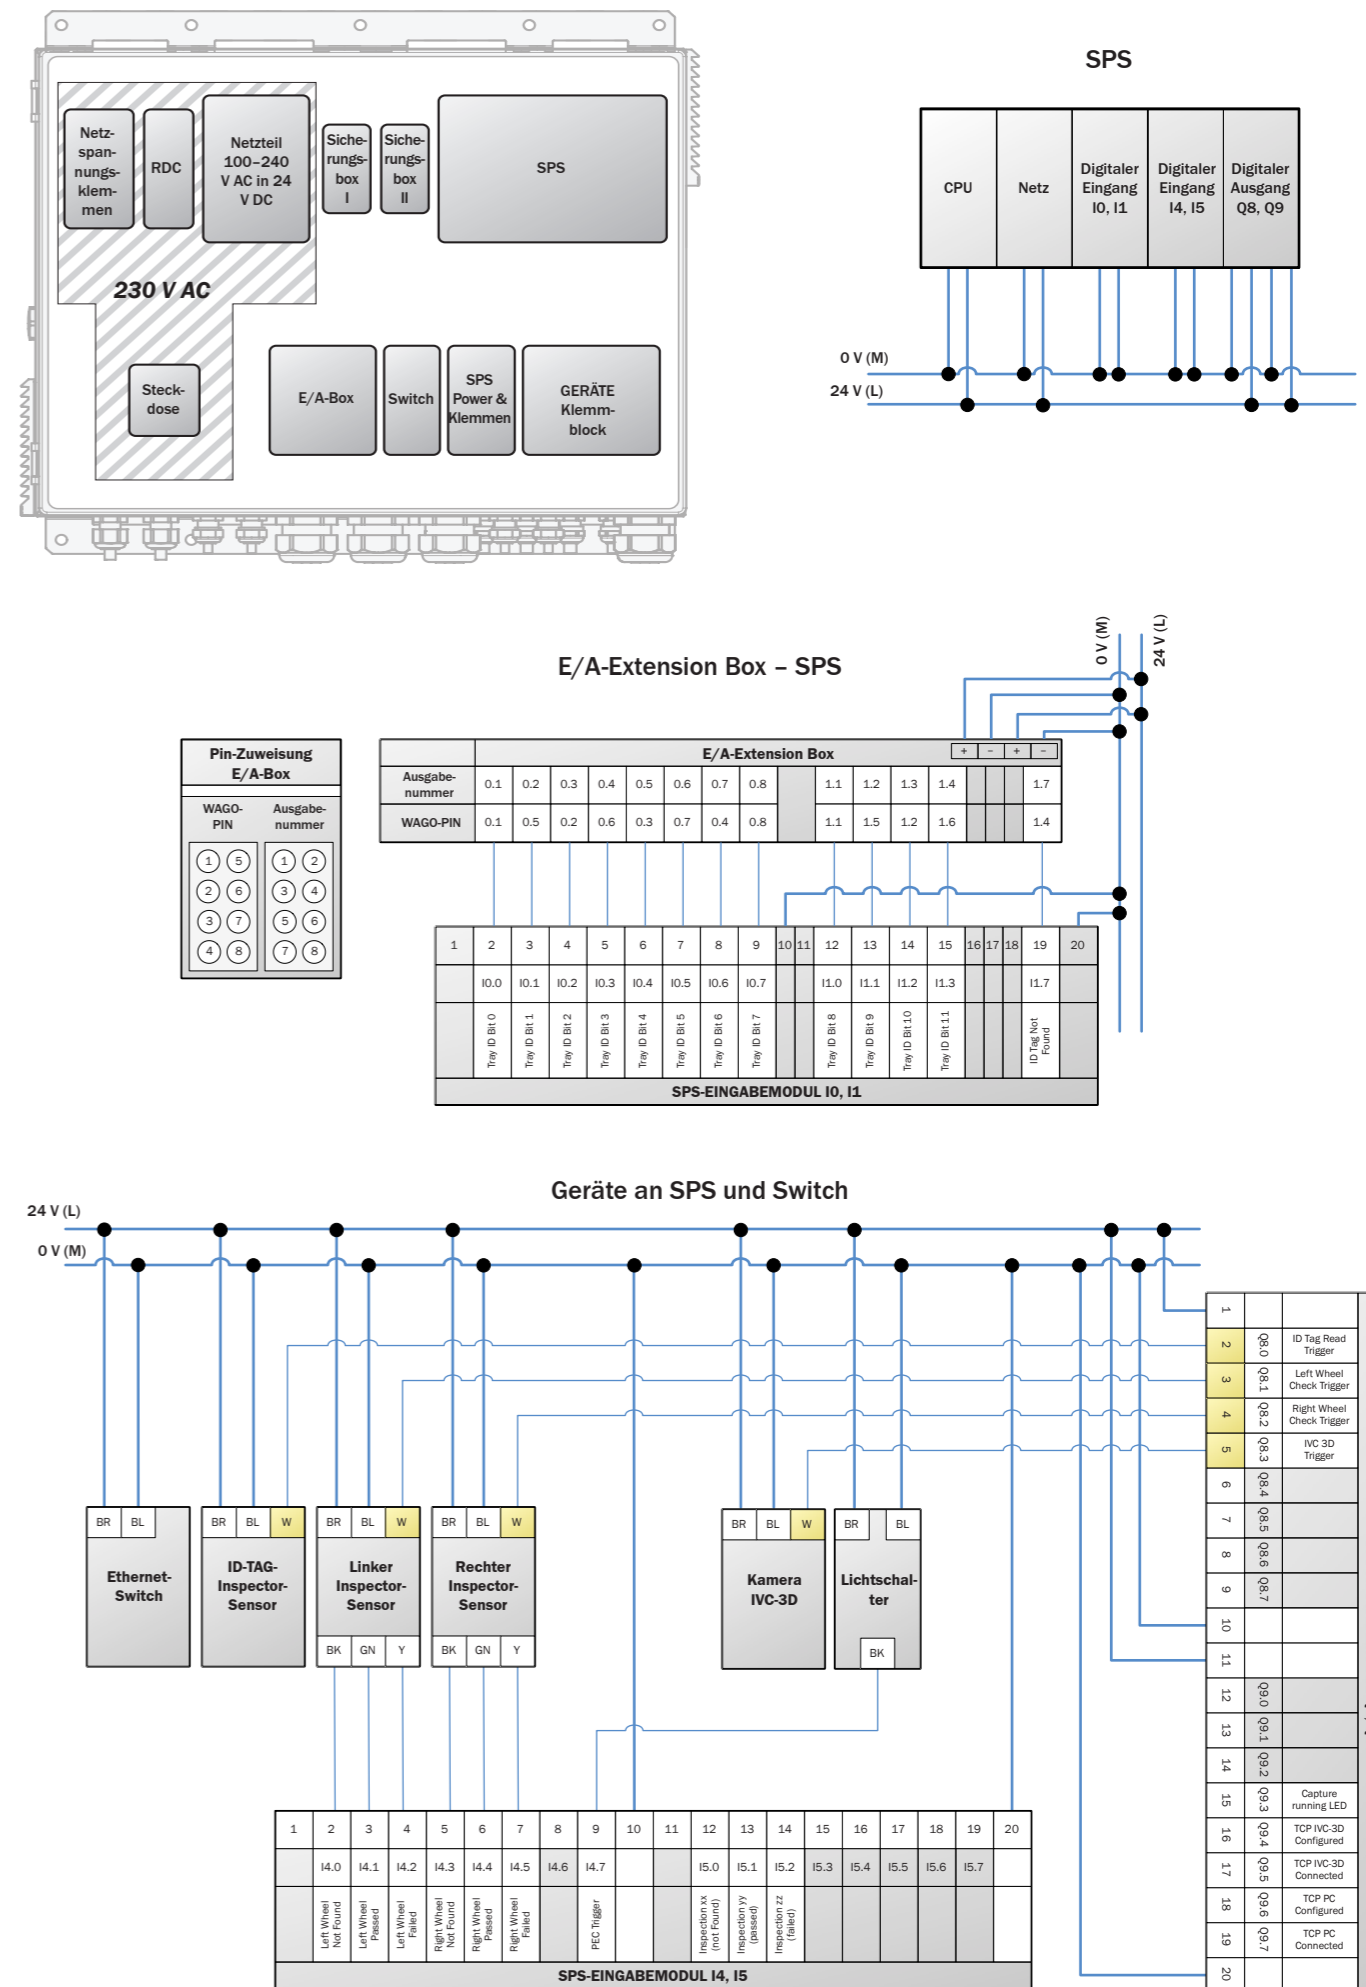 Netz-
span-
nungs-
klem-
men
RDC
Netzteil
100–240
V AC in 24
V DC
Siche-
rungs-
box
I
Siche-
rungs-
box
II
SPS
230 V AC
Steck-
dose
E/A-Box
Switch
SPS
Power &
Klemmen
GERÄTE
Klemm-
block
SPS
CPU
Netz
Digitaler
Eingang
I0, I1
Digitaler
Eingang
I4, I5
Digitaler
Ausgang
Q8, Q9
0 V (M)
24 V (L)
E/A-Extension Box – SPS
0 V (M)
24 V (L)
Pin-Zuweisung
E/A-Box
WAGO-
PIN
Ausgabe-
nummer
1 5 1 2
2 6 3 4
3 7 5 6
4 8 7 8
E/A-Extension Box + – + –
Ausgabe-
nummer
0.1 0.2 0.3 0.4 0.5 0.6 0.7 0.8 1.1 1.2 1.3 1.4 1.7
WAGO-PIN 0.1 0.5 0.2 0.6 0.3 0.7 0.4 0.8 1.1 1.5 1.2 1.6 1.4
1 2 3 4 5 6 7 8 9 10 11 12 13 14 15 16 17 18 19 20
I0.0 I0.1 I0.2 I0.3 I0.4 I0.5 I0.6 I0.7 I1.0 I1.1 I1.2 I1.3 I1.7
Tray ID Bit 0
Tray ID Bit 1
Tray ID Bit 2
Tray ID Bit 3
Tray ID Bit 4
Tray ID Bit 5
Tray ID Bit 6
Tray ID Bit 7
Tray ID Bit 8
Tray ID Bit 9
Tray ID Bit 10
Tray ID Bit 11
ID Tag Not
Found
SPS-EINGABEMODUL I0, I1
Geräte an SPS und Switch
24 V (L)
0 V (M)
BR BL
Ethernet-
Switch
BR BL W
ID-TAG-
Inspector-
Sensor
BR BL W
Linker
Inspector-
Sensor
BK GN Y
BR BL W
Rechter
Inspector-
Sensor
BK GN Y
BR BL W
Kamera
IVC-3D
BR BL
Lichtschal-
ter
BK
1
2 Q8.0 ID Tag Read
Trigger
3 Q8.1 Left Wheel
Check Trigger
4 Q8.2 Right Wheel
Check Trigger
5 Q8.3 IVC 3D
Trigger
6 Q8.4
7 Q8.5
8 Q8.6
9 Q8.7
10
11
12 Q9.0
13 Q9.1
14 Q9.2
15 Q9.3 Capture
running LED
16 Q9.4 TCP IVC-3D
Configured
17 Q9.5 TCP IVC-3D
Connected
18 Q9.6 TCP PC
Configured
19 Q9.7 TCP PC
Connected
20
1 2 3 4 5 6 7 8 9 10 11 12 13 14 15 16 17 18 19 20
I4.0 I4.1 I4.2 I4.3 I4.4 I4.5 I4.6 I4.7 I5.0 I5.1 I5.2 I5.3 I5.4 I5.5 I5.6 I5.7
Left Wheel
Not Found
Left Wheel
Passed
Left Wheel
Failed
Right Wheel
Not Found
Right Wheel
Passed
Right Wheel
Failed
PEC Trigger
Inspection xx
(not Found)
Inspection yy
(passed)
Inspection zz
(failed)
SPS-EINGABEMODUL I4, I5